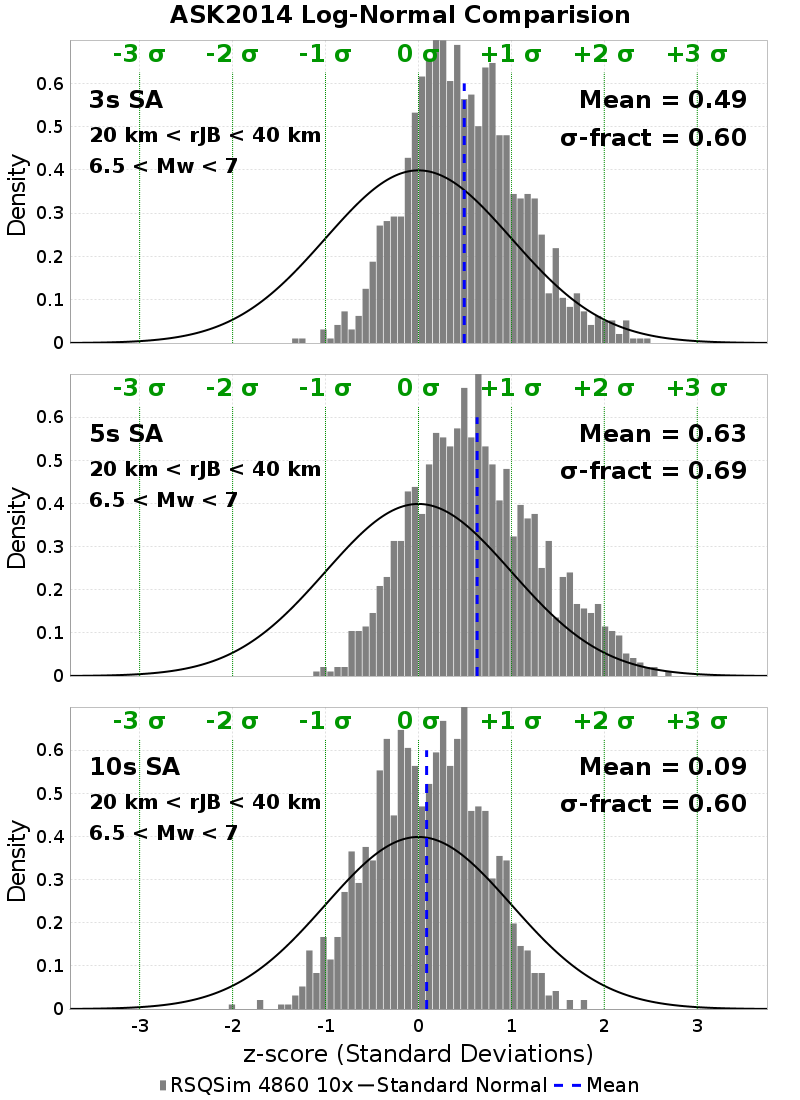 ASK2014 Log-Normal Comparision
-3 σ -2 σ -1 σ 0 σ +1 σ +2 σ +3 σ
3s SA
20 km < rJB < 40 km
6.5 < Mw < 7
Mean = 0.49
σ-fract = 0.60
Density
0.6
0.5
0.4
0.3
0.2
0.1
0
-3 σ -2 σ -1 σ 0 σ +1 σ +2 σ +3 σ
5s SA
20 km < rJB < 40 km
6.5 < Mw < 7
Mean = 0.63
σ-fract = 0.69
Density
0.6
0.5
0.4
0.3
0.2
0.1
0
-3 σ -2 σ -1 σ 0 σ +1 σ +2 σ +3 σ
10s SA
20 km < rJB < 40 km
6.5 < Mw < 7
Mean = 0.09
σ-fract = 0.60
Density
0.6
0.5
0.4
0.3
0.2
0.1
0
-3 -2 -1 0 1 2 3
z-score (Standard Deviations)
RSQSim 4860 10x Standard Normal Mean